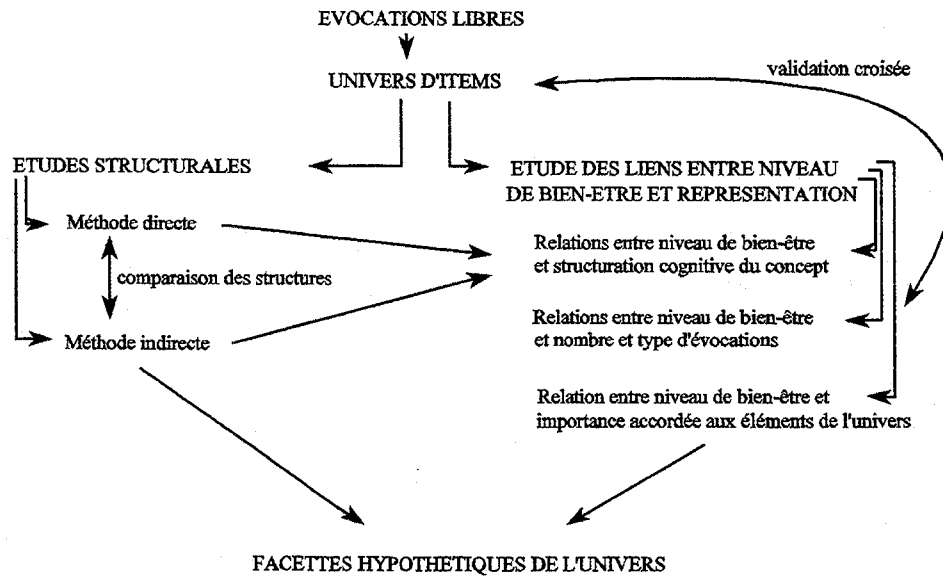 EVOCATIONS LIBRES
validation croisée
UNIVERS D'ITEMS
ETUDES STRUCTURALES
ETUDE DES LIENS ENTRE NIVEAU
DE BIEN-ETRE ET REPRESENTATION
Méthode directe
Relations entre niveau de bien-être
et structuration cognitive du concept
comparaison des structures
Relations entre niveau de bien-être
et nombre et type d'évocations
Méthode indirecte
Relation entre niveau de bien-être et
importance accordée aux éléments de l'univers
FACETTES HYPOTHETIQUES DE L'UNIVERS